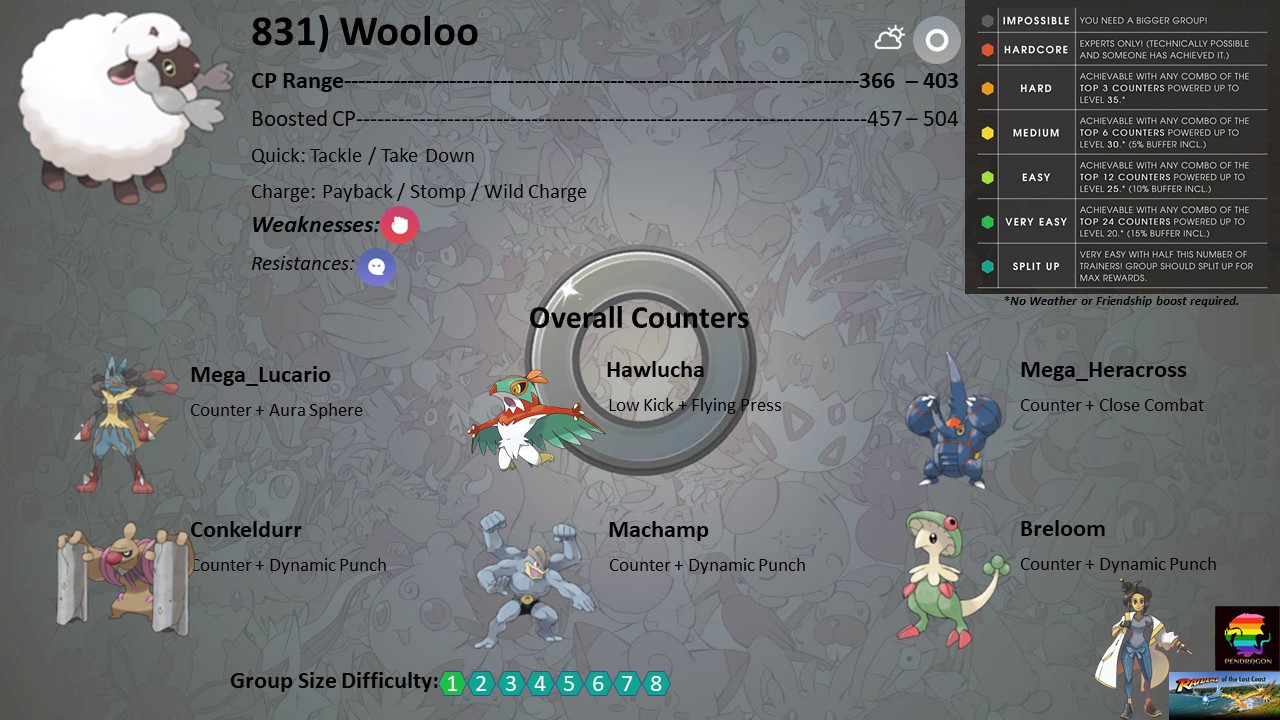 831) Wooloo
CP Range------------------------------------------------------------------------------366 – 403
Boosted CP-----------------------------------------------------------------------------457 – 504
Quick: Tackle / Take Down
Charge: Payback / Stomp / Wild Charge
Weaknesses:
Resistances:
IMPOSSIBLE YOU NEED A BIGGER GROUP!
HARDCORE EXPERTS ONLY! (TECHNICALLY POSSIBLE
AND SOMEONE HAS ACHIEVED IT.)
HARD ACHIEVABLE WITH ANY COMBO OF THE
TOP 3 COUNTERS POWERED UP TO
LEVEL 35.*
MEDIUM ACHIEVABLE WITH ANY COMBO OF THE
TOP 6 COUNTERS POWERED UP TO
LEVEL 30.* (5% BUFFER INCL.)
EASY ACHIEVABLE WITH ANY COMBO OF THE
TOP 12 COUNTERS POWERED UP TO
LEVEL 25.* (10% BUFFER INCL.)
VERY EASY ACHIEVABLE WITH ANY COMBO OF THE
TOP 24 COUNTERS POWERED UP TO
LEVEL 20.* (15% BUFFER INCL.)
SPLIT UP VERY EASY WITH HALF THIS NUMBER OF
TRAINERS! GROUP SHOULD SPLIT UP FOR
MAX REWARDS.
*No Weather or Friendship boost required.
Overall Counters
Mega_Lucario
Counter + Aura Sphere
Hawlucha
Low Kick + Flying Press
Mega_Heracross
Counter + Close Combat
Conkeldurr
Counter + Dynamic Punch
Machamp
Counter + Dynamic Punch
Breloom
Counter + Dynamic Punch
Group Size Difficulty: 1 2 3 4 5 6 7 8
PENDROGON
RAIDERS of the Lost Coast